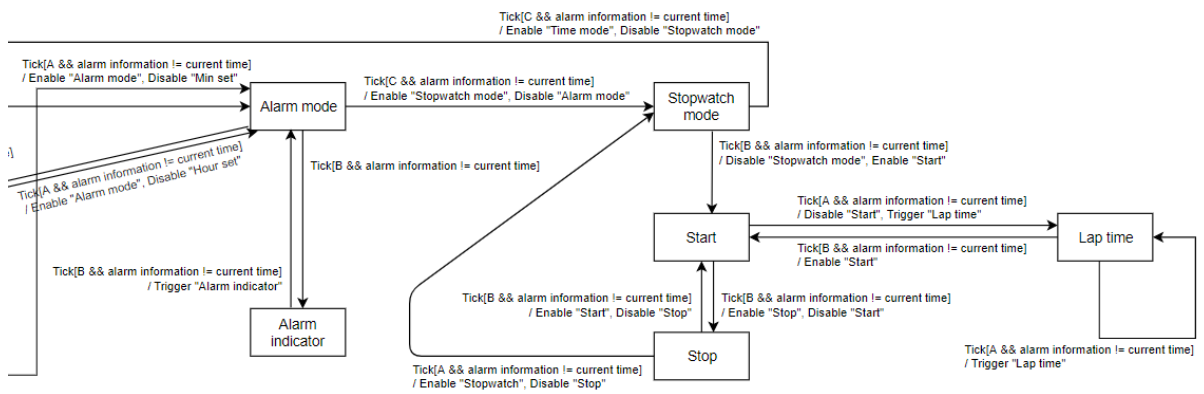 Tick[C && alarm information != current time]
/ Enable "Time mode", Disable "Stopwatch mode"
Tick[A && alarm information != current time]
/ Enable "Alarm mode", Disable "Min set"
Alarm mode
Tick[C && alarm information != current time]
/ Enable "Stopwatch mode", Disable "Alarm mode"
Stopwatch
mode
e]
Tick[A && alarm information != current time]
/ Enable "Alarm mode", Disable "Hour set"
Tick[B && alarm information != current time]
Tick[B && alarm information != current time]
/ Disable "Stopwatch mode", Enable "Start"
Tick[A && alarm information != current time]
/ Disable "Start", Trigger "Lap time"
Start
Lap time
Tick[B && alarm information != current time]
/ Enable "Start"
Tick[B && alarm information != current time]
/ Trigger "Alarm indicator"
Tick[B && alarm information != current time]
/ Enable "Start", Disable "Stop"
Tick[B && alarm information != current time]
/ Enable "Stop", Disable "Start"
Alarm
indicator
Stop
Tick[A && alarm information != current time]
/ Trigger "Lap time"
Tick[A && alarm information != current time]
/ Enable "Stopwatch", Disable "Stop"